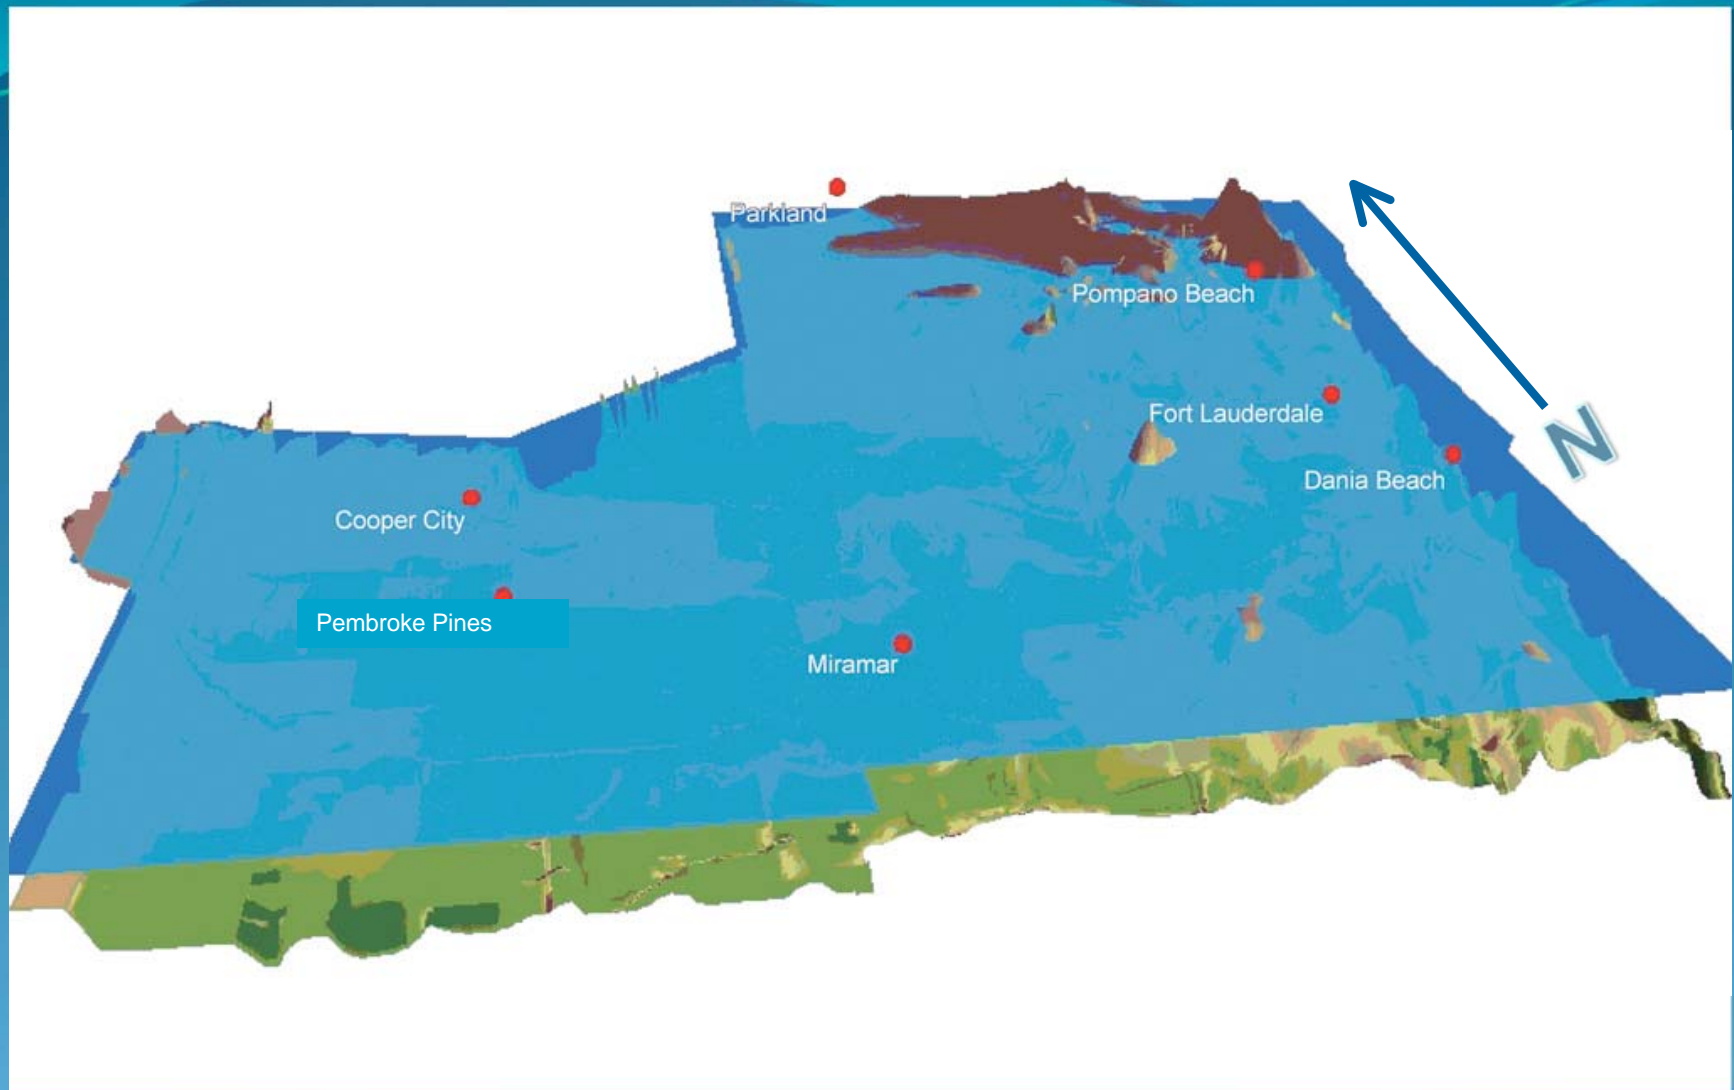 Parkland
Pompano Beach
Fort Lauderdale
N
Dania Beach
Cooper City
Pembroke Pines
Miramar